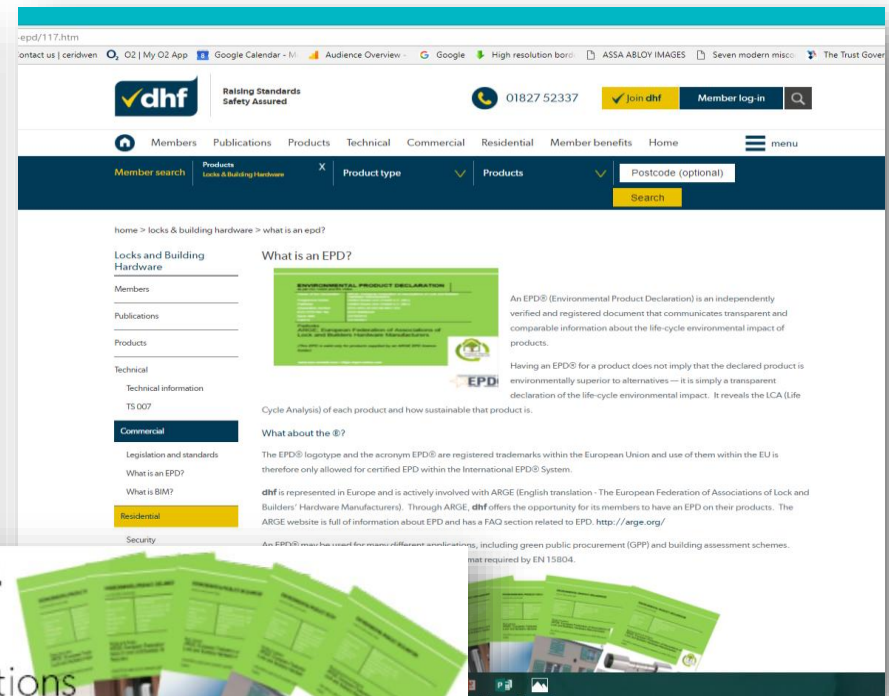 -epd/117.htm
ontact us | ceridwen O2 | My O2 App Google Calendar - M Audience Overview - Google High resolution bord ASSA ABLOY IMAGES Seven modern misco The Trust Gover
dhf
Raising Standards
Safety Assured
01827 52337
Join dhf
Member log-in
Members Publications Products Technical Commercial Residential Member benefits Home menu
Member search
Products
Locks & Building Hardware
X
Product type
Products
Postcode (optional)
Search
home > locks & building hardware > what is an epd?
Locks and Building
Hardware
Members
Publications
Products
Technical
Technical information
TS 007
Commercial
Legislation and standards
What is an EPD?
What is BIM?
Residential
Security
What is an EPD?
ENVIRONMENTAL PRODUCT DECLARATION
ARGE; European Federation of Associations of
Lock and Builders Hardware Manufacturers
EPD
An EPD® (Environmental Product Declaration) is an independently
verified and registered document that communicates transparent and
comparable information about the life-cycle environmental impact of
products.
Having an EPD® for a product does not imply that the declared product is
environmentally superior to alternatives — it is simply a transparent
declaration of the life-cycle environmental impact. It reveals the LCA (Life
Cycle Analysis) of each product and how sustainable that product is.
What about the ®?
The EPD® logotype and the acronym EPD® are registered trademarks within the European Union and use of them within the EU is
therefore only allowed for certified EPD within the International EPD® System.
dhf is represented in Europe and is actively involved with ARGE (English translation - The European Federation of Associations of Lock and
Builders' Hardware Manufacturers). Through ARGE, dhf offers the opportunity for its members to have an EPD on their products. The
ARGE website is full of information about EPD and has a FAQ section related to EPD. http://arge.org/
An EPD® may be used for many different applications, including green public procurement (GPP) and building assessment schemes.
mat required by EN 15804.
tions